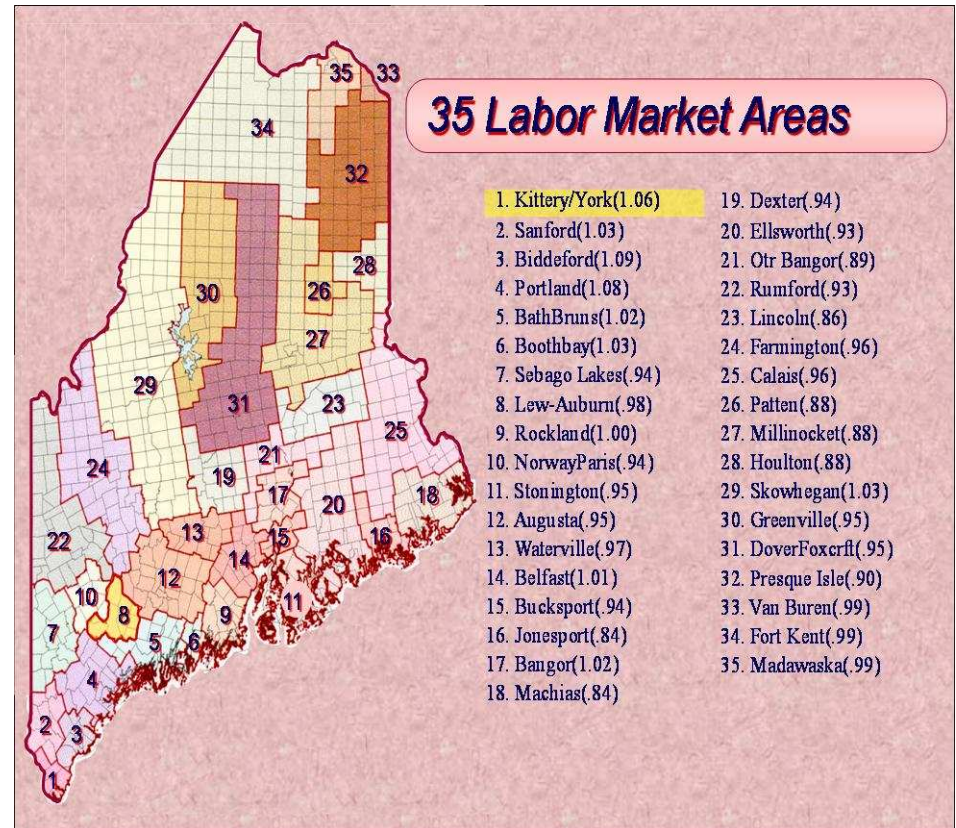 35 Labor Market Areas
1. Kittery/York(1.06)
2. Sanford(1.03)
3. Biddeford(1.09)
4. Portland(1.08)
5. BathBruns(1.02)
6. Boothbay(1.03)
7. Sebago Lakes(.94)
8. Lew-Auburn(.98)
9. Rockland(1.00)
10. NorwayParis(.94)
11. Stonington(.95)
12. Augusta(.95)
13. Waterville(.97)
14. Belfast(1.01)
15. Bucksport(.94)
16. Jonesport(.84)
17. Bangor(1.02)
18. Machias(.84)
19. Dexter(.94)
20. Ellsworth(.93)
21. Otr Bangor(.89)
22. Rumford(.93)
23. Lincoln(.86)
24. Farmington(.96)
25. Calais(.96)
26. Patten(.88)
27. Millinocket(.88)
28. Houlton(.88)
29. Skowhegan(1.03)
30. Greenville(.95)
31. DoverFoxcrft(.95)
32. Presque Isle(.90)
33. Van Buren(.99)
34. Fort Kent(.99)
35. Madawaska(.99)
35
33
34
32
28
30
26
27
29
31
23
25
21
24
19
17
18
20
13
15
16
22
14
12
10
8
11
9
7
5
6
4
2
3
1